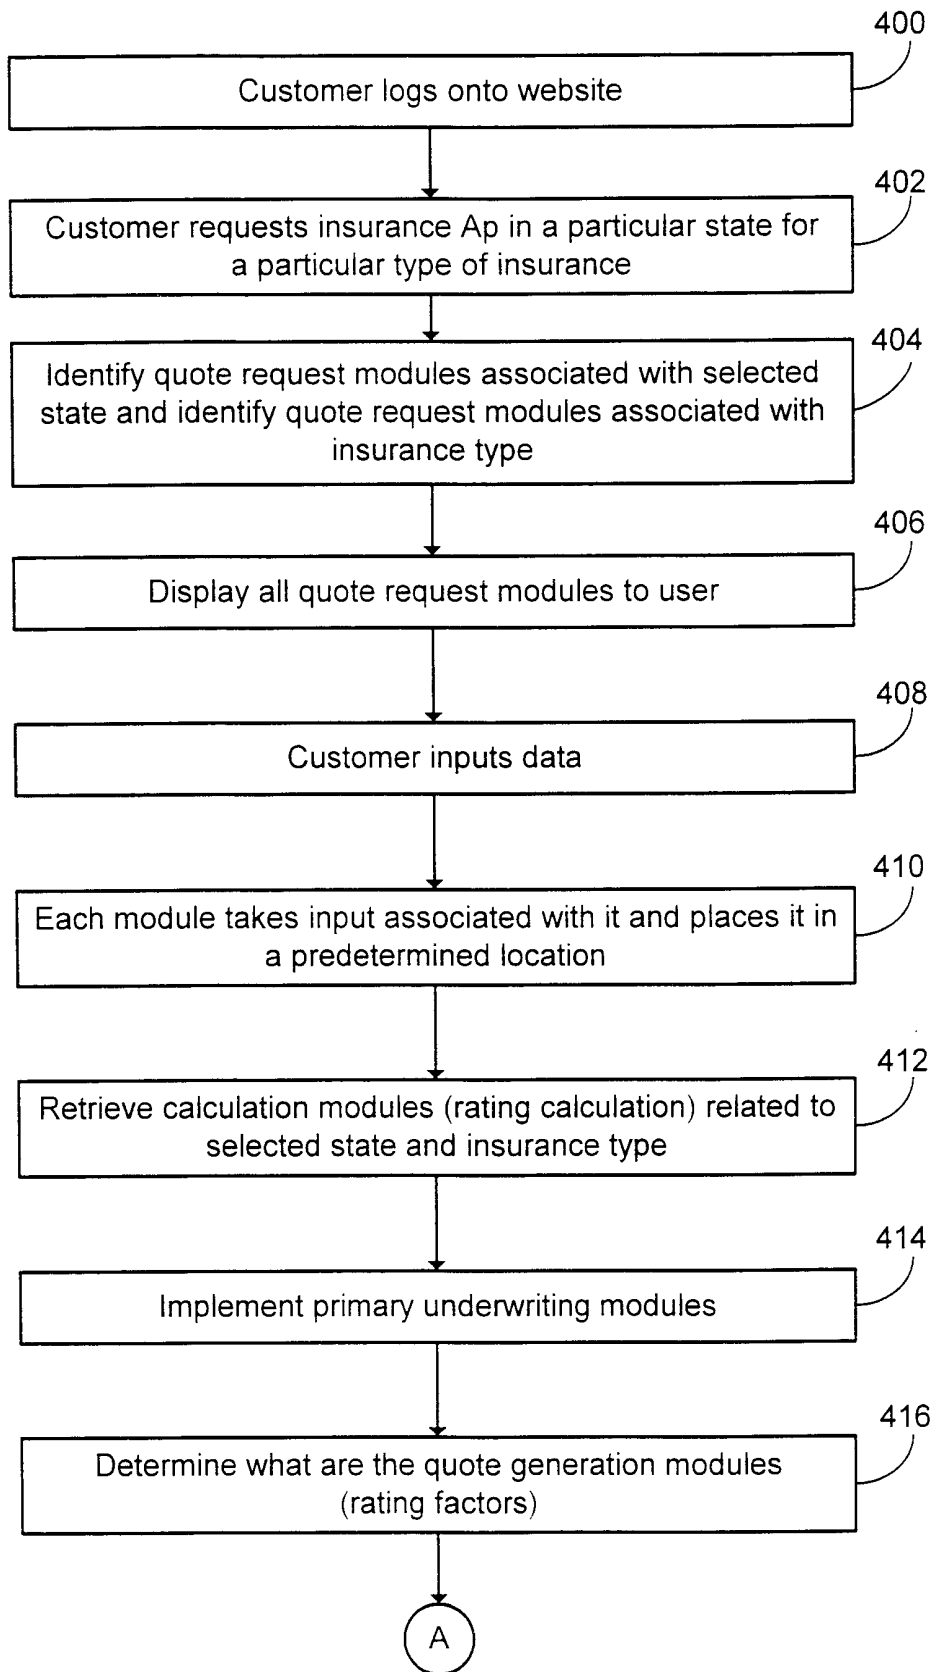 400
Customer logs onto website
402
Customer requests insurance Ap in a particular state for
a particular type of insurance
404
Identify quote request modules associated with selected
state and identify quote request modules associated with
insurance type
406
Display all quote request modules to user
408
Customer inputs data
410
Each module takes input associated with it and places it in
a predetermined location
412
Retrieve calculation modules (rating calculation) related to
selected state and insurance type
414
Implement primary underwriting modules
416
Determine what are the quote generation modules
(rating factors)
A